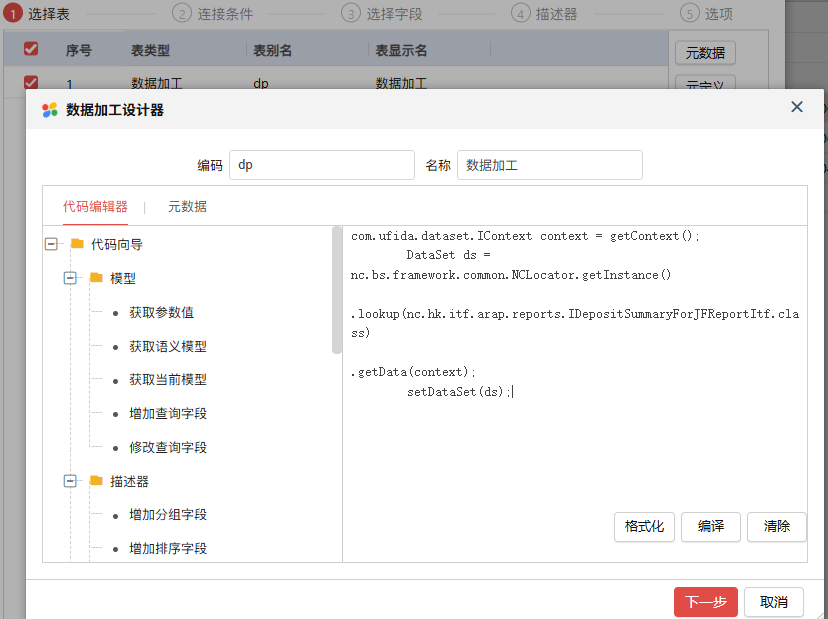 1 选择表 2 连接条件 3 选择字段 4 描述器 5 选项
序号 表类型 表别名 表显示名 元数据
1 数据加工 dp 数据加工 元定义
数据加工设计器
编码 dp 名称 数据加工
代码编辑器 | 元数据
代码向导
模型
获取参数值
获取语义模型
获取当前模型
增加查询字段
修改查询字段
描述器
增加分组字段
增加排序字段
com.ufida.dataset.IContext context = getContext();
DataSet ds =
nc.bs.framework.common.NCLocator.getInstance()
.lookup(nc.hk.itf.arap.reports.IDepositSummaryForJFReportItf.cla
ss)
.getData(context);
setDataSet(ds);
格式化 编译 清除
下一步 取消